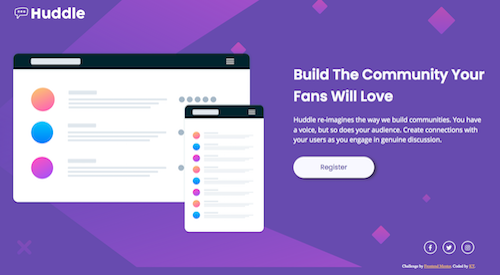 Huddle
Build The Community Your
Fans Will Love
Huddle re-imagines the way we build communities. You have
a voice, but so does your audience. Create connections with
your users as you engage in genuine discussion.
Register
Challenge by Frontend Mentor. Coded by